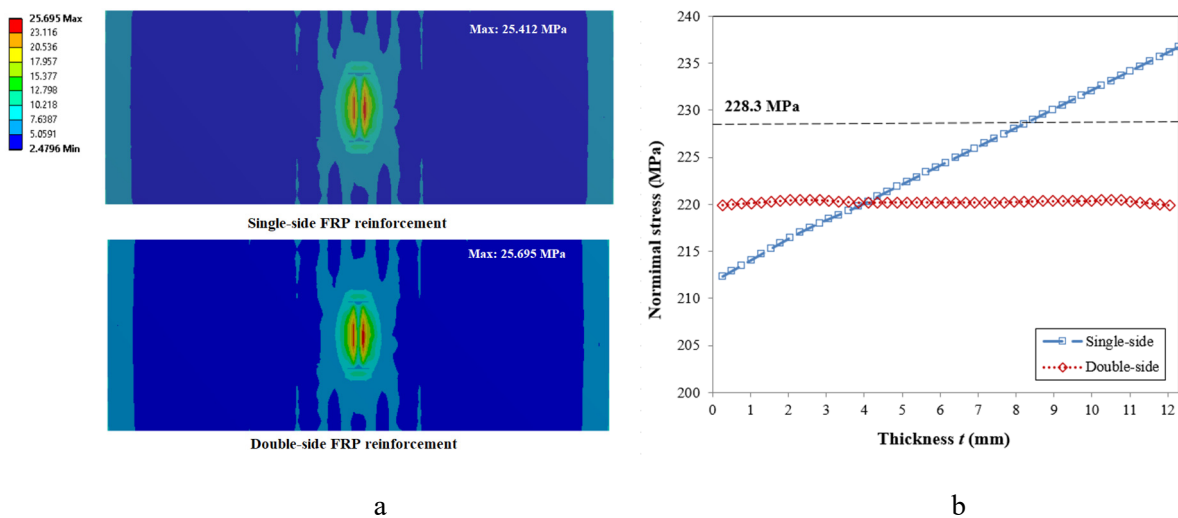 25.695 Max
23.116
20.536
17.957
15.377
12.798
10.218
7.6387
5.0591
2.4796 Min
Max: 25.412 MPa
Single-side FRP reinforcement
Max: 25.695 MPa
Double-side FRP reinforcement
a
240
235
230
225
220
215
210
205
200
Norminal stress (MPa)
228.3 MPa
Single-side
Double-side
0 1 2 3 4 5 6 7 8 9 10 11 12
Thickness t (mm)
b